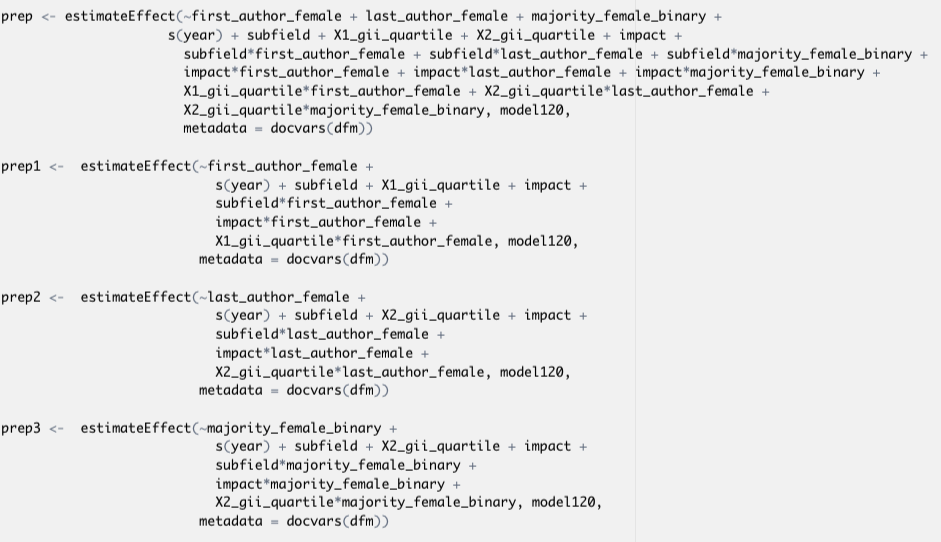 prep <- estimateEffect(~first_author_female + last_author_female + majority_female_binary +
s(year) + subfield + X1_gii_quartile + X2_gii_quartile + impact +
subfield*first_author_female + subfield*last_author_female + subfield*majority_female_binary +
impact*first_author_female + impact*last_author_female + impact*majority_female_binary +
X1_gii_quartile*first_author_female + X2_gii_quartile*last_author_female +
X2_gii_quartile*majority_female_binary, model120,
metadata = docvars(dfm))
prep1 <- estimateEffect(~first_author_female +
s(year) + subfield + X1_gii_quartile + impact +
subfield*first_author_female +
impact*first_author_female +
X1_gii_quartile*first_author_female, model120,
metadata = docvars(dfm))
prep2 <- estimateEffect(~last_author_female +
s(year) + subfield + X2_gii_quartile + impact +
subfield*last_author_female +
impact*last_author_female +
X2_gii_quartile*last_author_female, model120,
metadata = docvars(dfm))
prep3 <- estimateEffect(~majority_female_binary +
s(year) + subfield + X2_gii_quartile + impact +
subfield*majority_female_binary +
impact*majority_female_binary +
X2_gii_quartile*majority_female_binary, model120,
metadata = docvars(dfm))